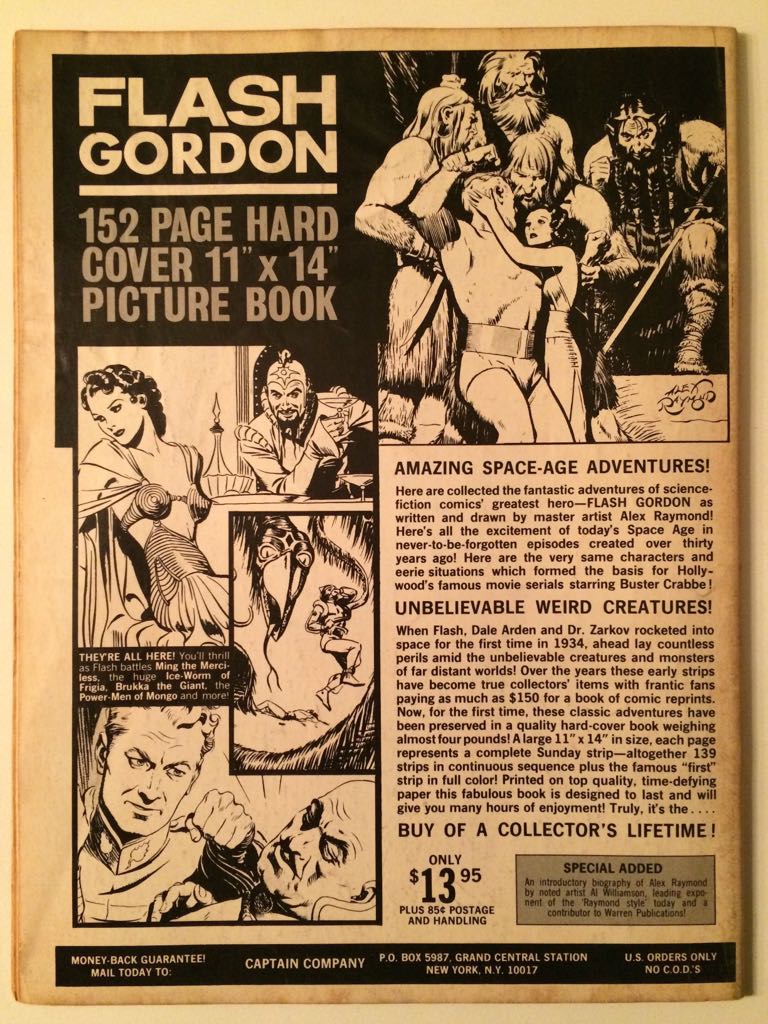 FLASH
GORDON
152 PAGE HARD
COVER 11" x 14"
PICTURE BOOK
ALEX
RAYMOND
AMAZING SPACE-AGE ADVENTURES!
Here are collected the fantastic adventures of science-
fiction comics' greatest hero—FLASH GORDON as
written and drawn by master artist Alex Raymond!
Here's all the excitement of today's Space Age in
never-to-be-forgotten episodes created over thirty
years ago! Here are the very same characters and
eerie situations which formed the basis for Holly-
wood's famous movie serials starring Buster Crabbe!
UNBELIEVABLE WEIRD CREATURES!
When Flash, Dale Arden and Dr. Zarkov rocketed into
space for the first time in 1934, ahead lay countless
perils amid the unbelievable creatures and monsters
of far distant worlds! Over the years these early strips
have become true collectors' items with frantic fans
paying as much as $150 for a book of comic reprints.
Now, for the first time, these classic adventures have
been preserved in a quality hard-cover book weighing
almost four pounds! A large 11" x 14" in size, each page
represents a complete Sunday strip—altogether 139
strips in continuous sequence plus the famous "first"
strip in full color! Printed on top quality, time-defying
paper this fabulous book is designed to last and will
give you many hours of enjoyment! Truly, it's the ....
BUY OF A COLLECTOR'S LIFETIME!
THEY'RE ALL HERE! You'll thrill
as Flash battles Ming the Merci-
less, the huge Ice-Worm of
Frigia, Brukka the Giant, the
Power-Men of Mongo and more!
ONLY
$13 95
PLUS 85¢ POSTAGE
AND HANDLING
SPECIAL ADDED
An introductory biography of Alex Raymond
by noted artist Al Williamson, leading expo-
nent of the 'Raymond style' today and a
contributor to Warren Publications!
MONEY-BACK GUARANTEE!
MAIL TODAY TO:
CAPTAIN COMPANY
P.O. BOX 5987, GRAND CENTRAL STATION
NEW YORK, N.Y. 10017
U.S. ORDERS ONLY
NO C.O.D.'S